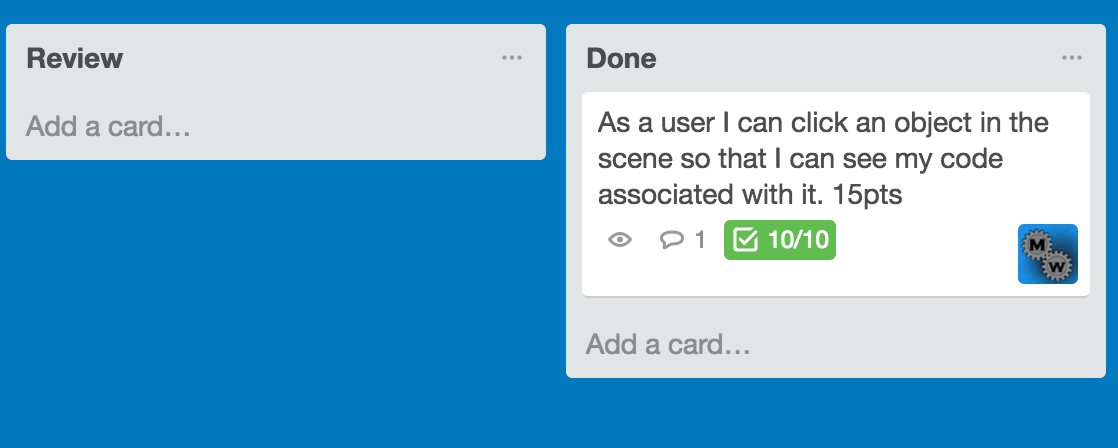 Review
Add a card…
Done
As a user I can click an object in the
scene so that I can see my code
associated with it. 15pts
1
10/10
M
W
Add a card…